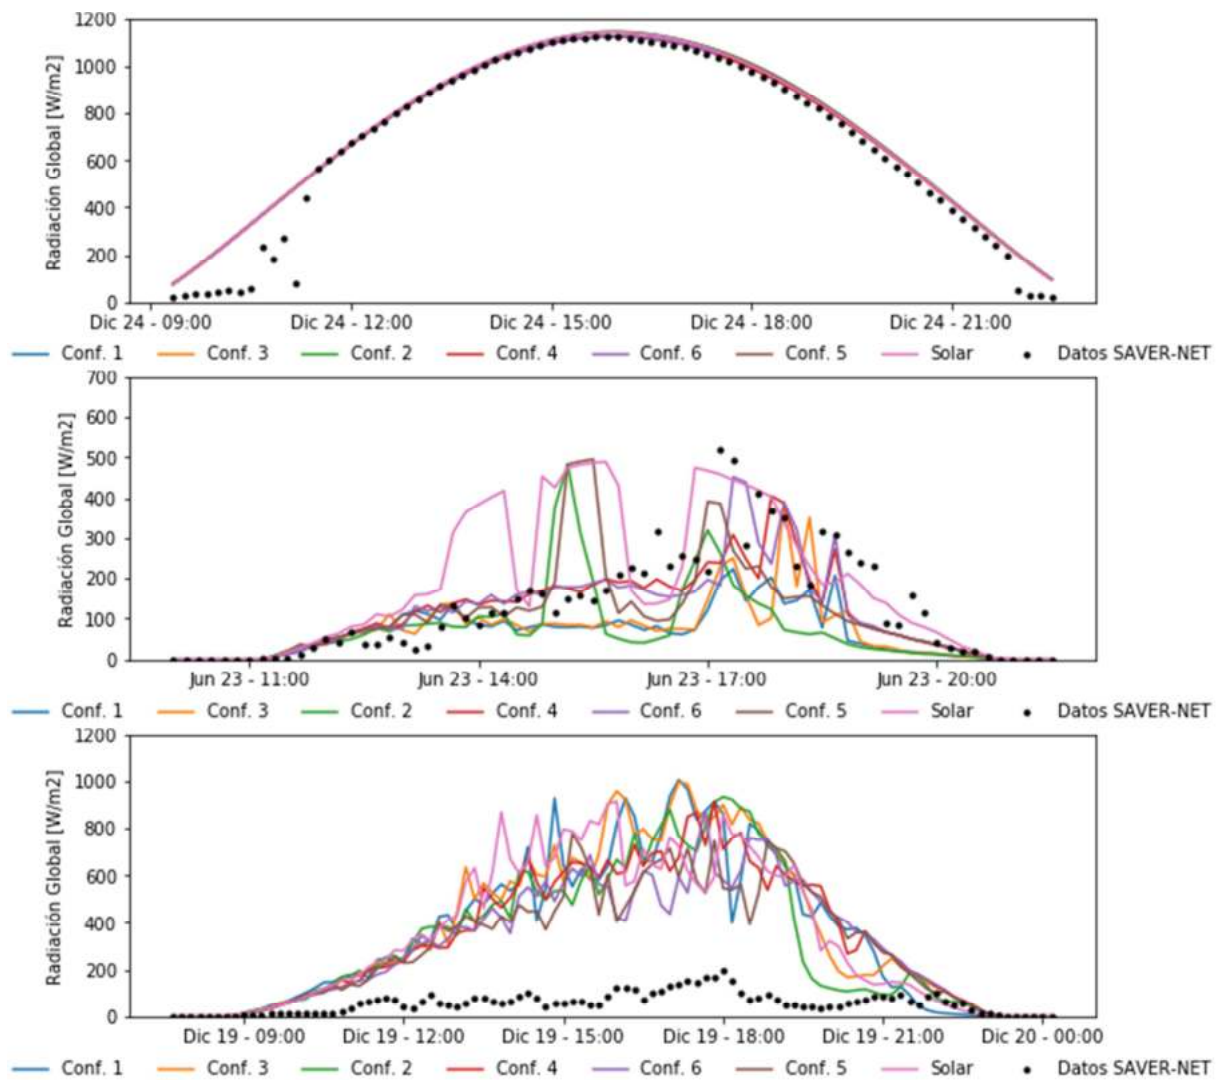 1200
1000
800
600
400
200
0
Radiación Global [W/m2]
Dic 24 - 09:00 Dic 24 - 12:00 Dic 24 - 15:00 Dic 24 - 18:00 Dic 24 - 21:00
Conf. 1 Conf. 3 Conf. 2 Conf. 4 Conf. 6 Conf. 5 Solar Datos SAVER-NET
700
600
500
400
300
200
100
0
Radiación Global [W/m2]
Jun 23 - 11:00 Jun 23 - 14:00 Jun 23 - 17:00 Jun 23 - 20:00
Conf. 1 Conf. 3 Conf. 2 Conf. 4 Conf. 6 Conf. 5 Solar Datos SAVER-NET
1200
1000
800
600
400
200
0
Radiación Global [W/m2]
Dic 19 - 09:00 Dic 19 - 12:00 Dic 19 - 15:00 Dic 19 - 18:00 Dic 19 - 21:00 Dic 20 - 00:00
Conf. 1 Conf. 3 Conf. 2 Conf. 4 Conf. 6 Conf. 5 Solar Datos SAVER-NET